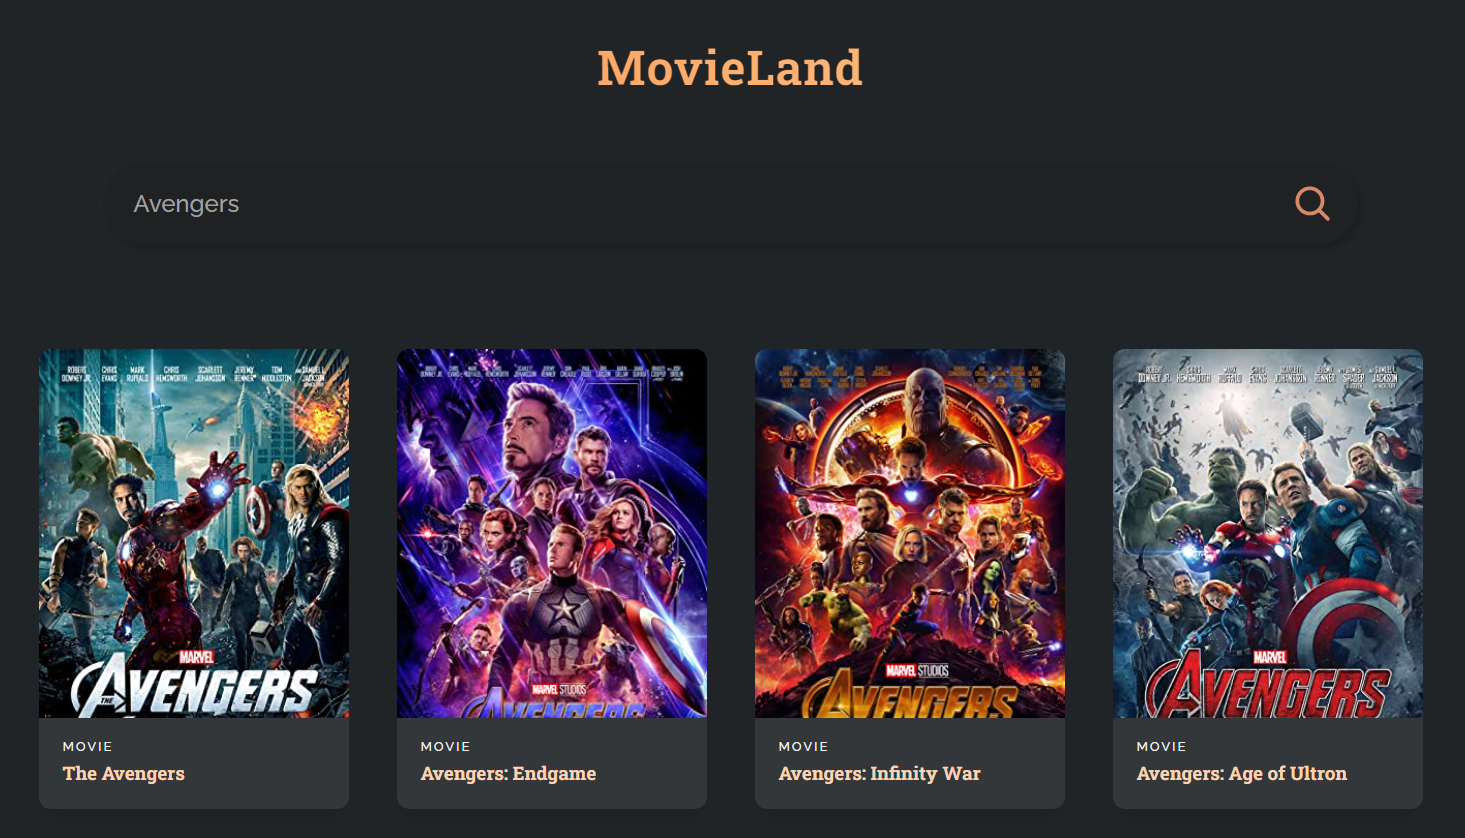 MovieLand
Avengers
ROBERT DOWNEY JR. CHRIS EVANS MARK RUFFALO CHRIS HEMSWORTH SCARLETT JOHANSSON JEREMY RENNER TOM HIDDLESTON AND SAMUEL L. JACKSON
MARVEL
THE AVENGERS
MARVEL STUDIOS
AVENGERS
MARVEL STUDIOS
AVENGERS
ROBERT DOWNEY JR. CHRIS HEMSWORTH MARK RUFFALO CHRIS EVANS SCARLETT JOHANSSON JEREMY RENNER JAMES SPADER SAMUEL L. JACKSON
MARVEL
AVENGERS
MOVIE
The Avengers
MOVIE
Avengers: Endgame
MOVIE
Avengers: Infinity War
MOVIE
Avengers: Age of Ultron